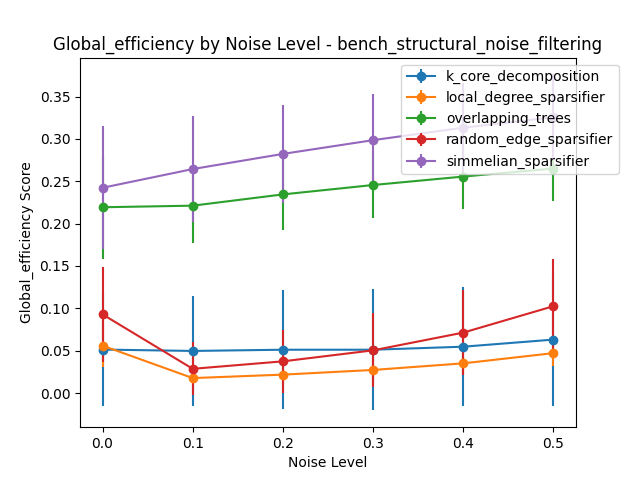 Global_efficiency by Noise Level - bench_structural_noise_filtering
k_core_decomposition
local_degree_sparsifier
overlapping_trees
random_edge_sparsifier
simmelian_sparsifier
Global_efficiency Score
0.35
0.30
0.25
0.20
0.15
0.10
0.05
0.00
0.0 0.1 0.2 0.3 0.4 0.5
Noise Level